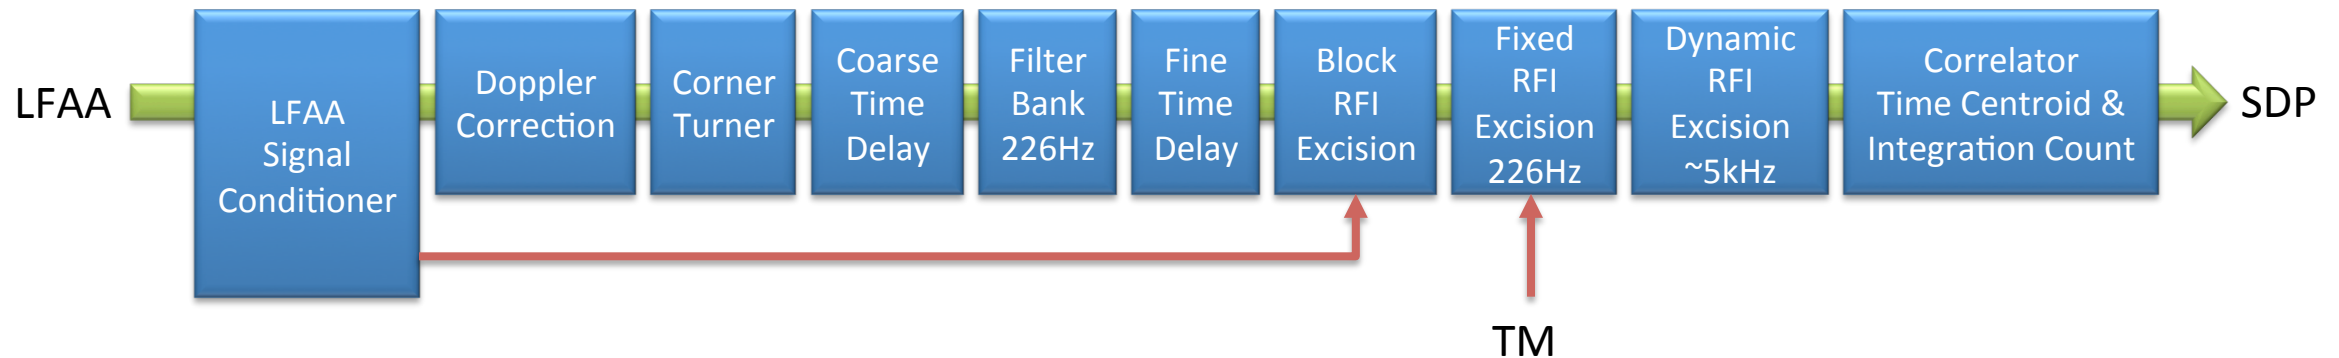 LFAA
LFAA
Signal
Conditioner
Doppler
Correction
Corner
Turner
Coarse
Time
Delay
Filter
Bank
226Hz
Fine
Time
Delay
Block
RFI
Excision
Fixed
RFI
Excision
226Hz
Dynamic
RFI
Excision
~5kHz
Correlator
Time Centroid &
Integration Count
SDP
TM